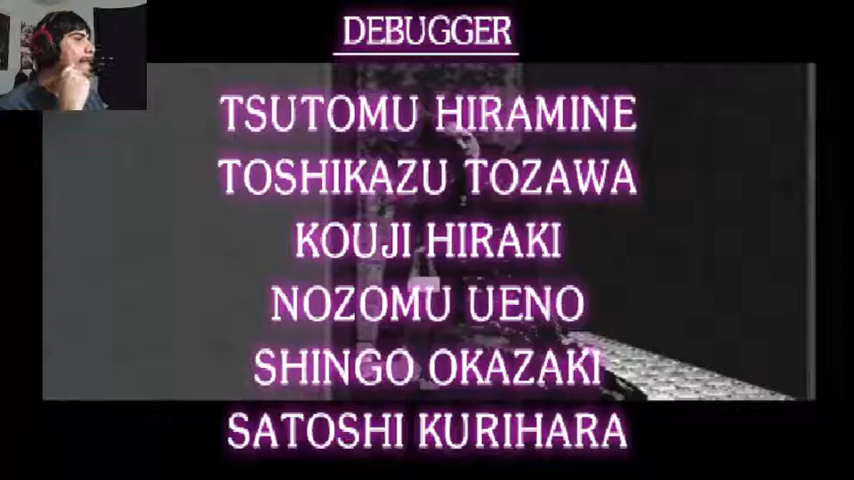 DEBUGGER
TSUTOMU HIRAMINE
TOSHIKAZU TOZAWA
KOUJI HIRAKI
NOZOMU UENO
SHINGO OKAZAKI
SATOSHI KURIHARA